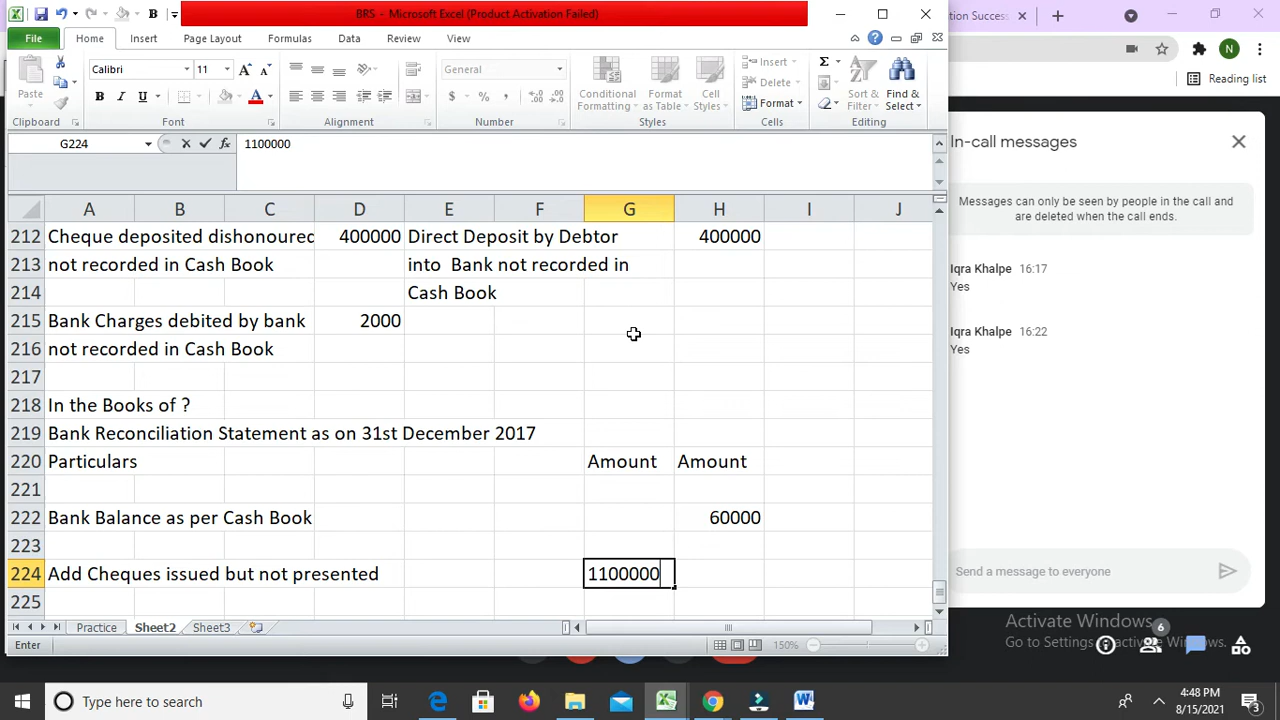 BRS - Microsoft Excel (Product Activation Failed)
tion Success
File Home Insert Page Layout Formulas Data Review View
N
Reading list
Paste
Calibri 11
B I U A
General
$ % ,
Conditional Formatting
Format as Table
Cell Styles
Insert
Delete
Format
Sort & Filter
Find & Select
Clipboard Font Alignment Number Styles Cells Editing
G224 fx 1100000
A B C D E F G H I J
212 Cheque deposited dishonoured 400000 Direct Deposit by Debtor 400000
213 not recorded in Cash Book into Bank not recorded in
214 Cash Book
215 Bank Charges debited by bank 2000
216 not recorded in Cash Book
217
218 In the Books of ?
219 Bank Reconciliation Statement as on 31st December 2017
220 Particulars Amount Amount
221
222 Bank Balance as per Cash Book 60000
223
224 Add Cheques issued but not presented 1100000
225
Practice Sheet2 Sheet3
Enter 150%
In-call messages
Messages can only be seen by people in the call and
are deleted when the call ends.
Iqra Khalpe 16:17
Yes
Iqra Khalpe 16:22
Yes
Send a message to everyone
Activate Windows
Go to Settings to activate Windows.
6
Type here to search
4:48 PM
8/15/2021
3